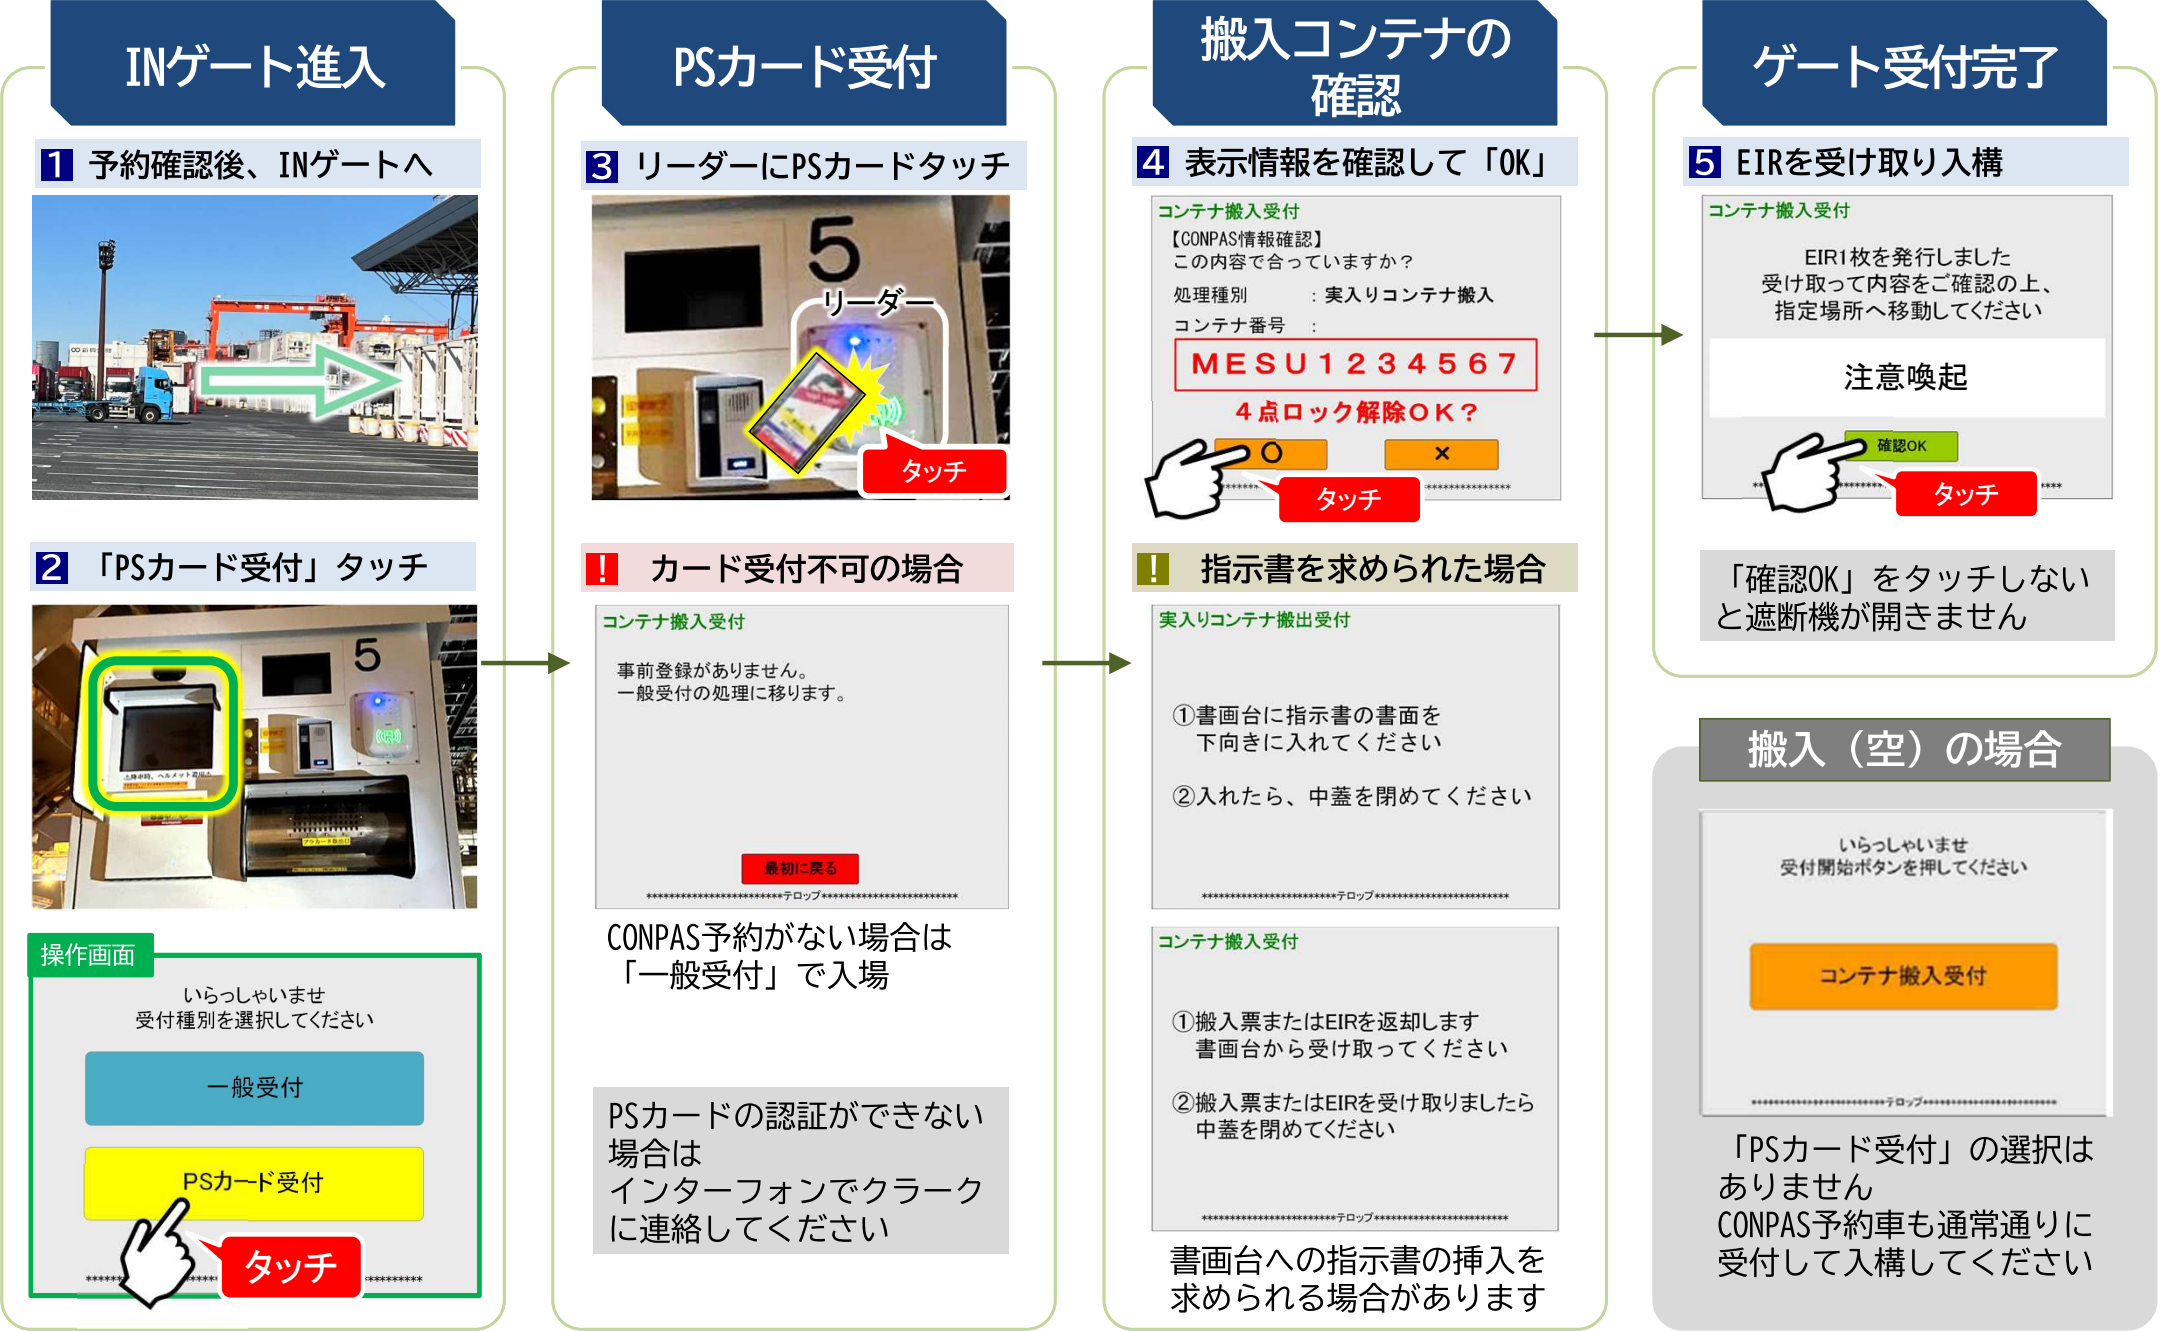 INゲート進入
1 予約確認後、INゲートへ
2 「PSカード受付」タッチ
5
操作画面
いらっしゃいませ
受付種別を選択してください
一般受付
PSカード受付
タッチ
PSカード受付
3 リーダーにPSカードタッチ
5
リーダー
タッチ
! カード受付不可の場合
コンテナ搬入受付
事前登録がありません。
一般受付の処理に移ります。
最初に戻る
************************テロップ************************
CONPAS予約がない場合は
「一般受付」で入場
PSカードの認証ができない
場合は
インターフォンでクラーク
に連絡してください
搬入コンテナの
確認
4 表示情報を確認して「OK」
コンテナ搬入受付
【CONPAS情報確認】
この内容で合っていますか？
処理種別 : 実入りコンテナ搬入
コンテナ番号 :
MESU1234567
4点ロック解除OK?
○ ×
タッチ
! 指示書を求められた場合
実入りコンテナ搬出受付
①書画台に指示書の書面を
下向きに入れてください
②入れたら、中蓋を閉めてください
************************テロップ************************
コンテナ搬入受付
①搬入票またはEIRを返却します
書画台から受け取ってください
②搬入票またはEIRを受け取りましたら
中蓋を閉めてください
************************テロップ************************
書画台への指示書の挿入を
求められる場合があります
ゲート受付完了
5 EIRを受け取り入構
コンテナ搬入受付
EIR1枚を発行しました
受け取って内容をご確認の上、
指定場所へ移動してください
注意喚起
確認OK
タッチ
「確認OK」をタッチしない
と遮断機が開きません
搬入（空）の場合
いらっしゃいませ
受付開始ボタンを押してください
コンテナ搬入受付
************************テロップ************************
「PSカード受付」の選択は
ありません
CONPAS予約車も通常通りに
受付して入構してください